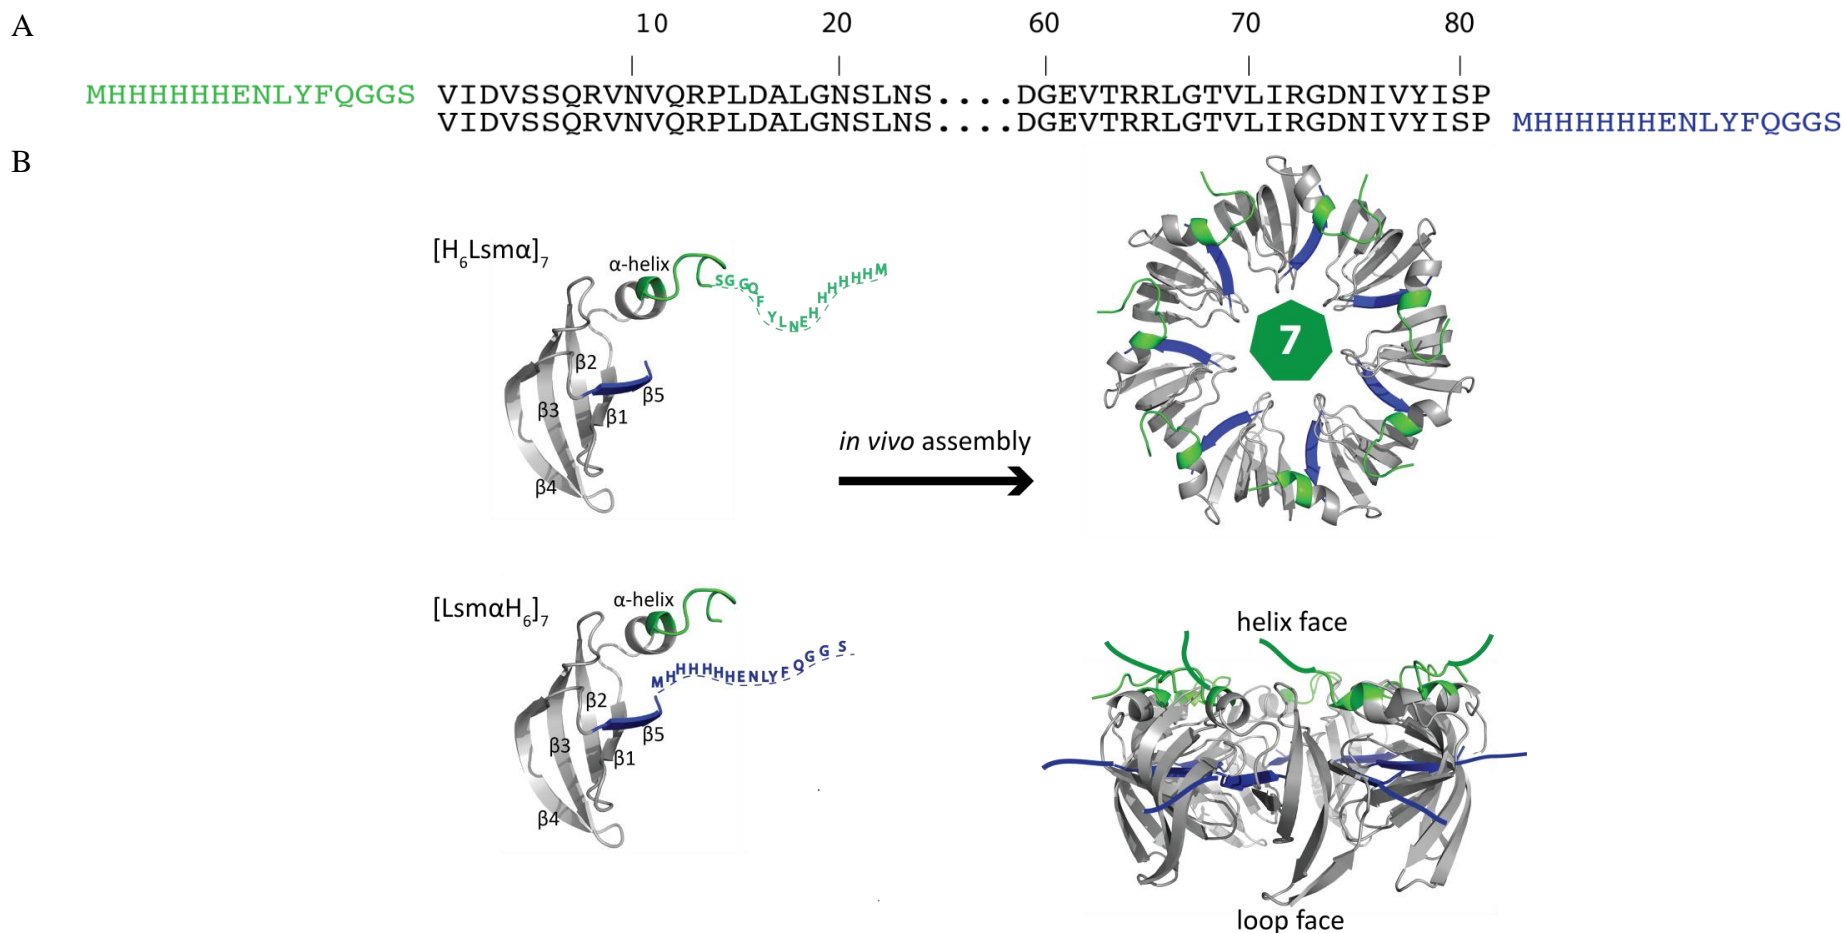 A
10 20 60 70 80
MHHHHHHENLYFQGGS VIDVSSQRVNVQRPLDALGNSLNS....DGEVTRRLGTVLIRGDNIVYISP
VIDVSSQRVNVQRPLDALGNSLNS....DGEVTRRLGTVLIRGDNIVYISP MHHHHHHENLYFQGGS
B
[H6Lsmα]7
α-helix
SGGQFYLNEHHHHHHM
β2
β5
β3
β1
β4
7
in vivo assembly
[LsmαH6]7
α-helix
MHHHHHHENLYFQGGS
β2
β5
β3
β1
β4
helix face
loop face